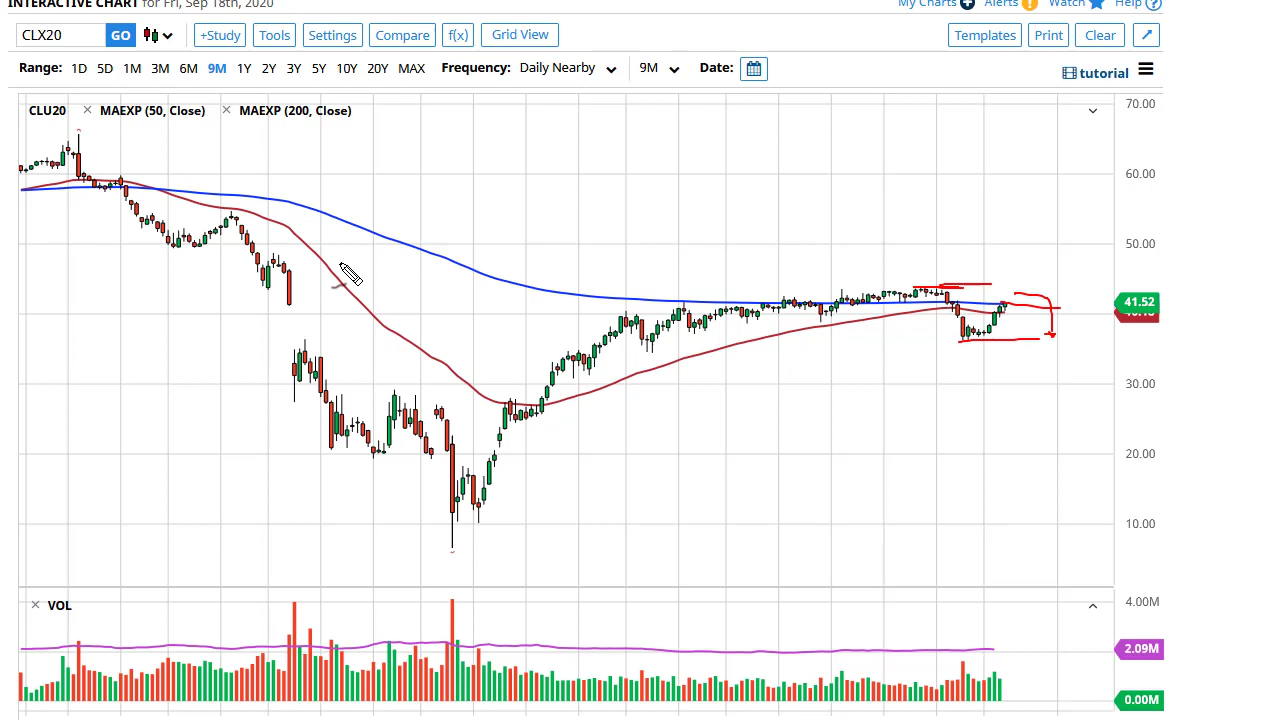 INTERACTIVE CHART for Fri, Sep 18th, 2020 My Charts Alerts ! Watch Help ?
CLX20 GO +Study Tools Settings Compare f(x) Grid View Templates Print Clear
Range: 1D 5D 1M 3M 6M 9M 1Y 2Y 3Y 5Y 10Y 20Y MAX Frequency: Daily Nearby 9M Date: tutorial
CLU20 MAEXP (50, Close) MAEXP (200, Close)
70.00
60.00
50.00
41.52
30.00
20.00
10.00
VOL 4.00M
2.09M
0.00M